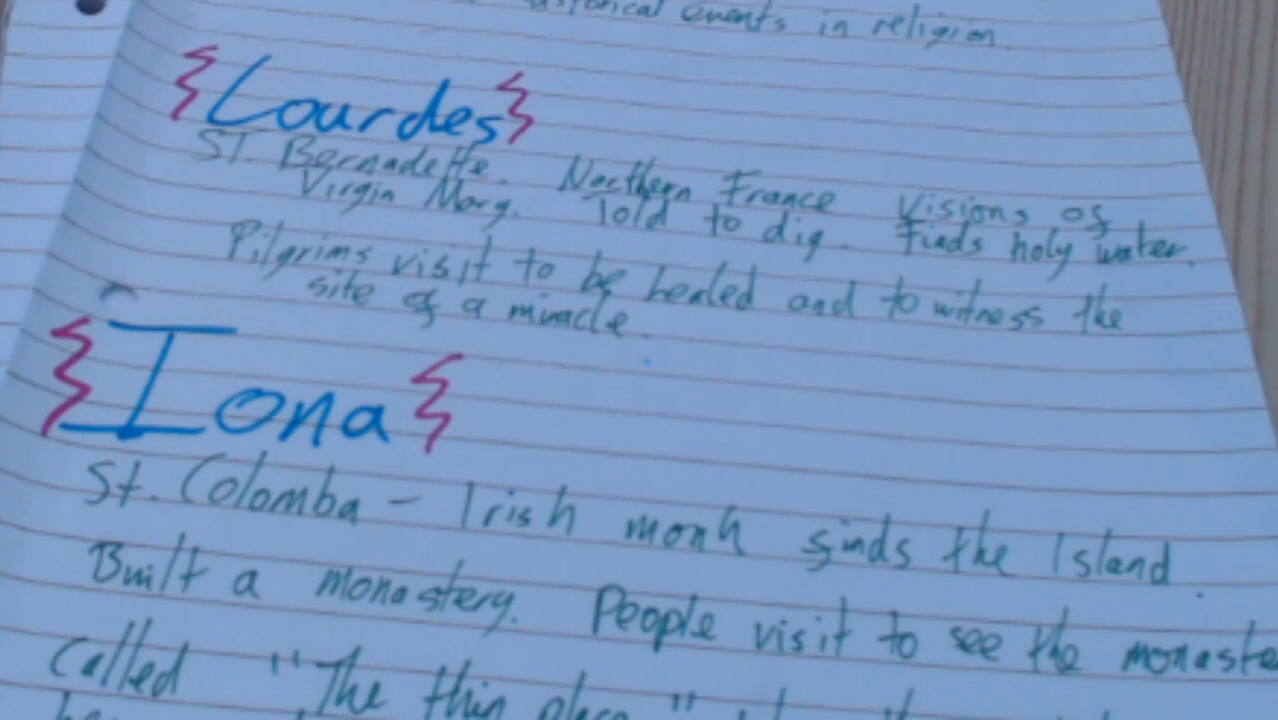 historical events in religion.
Lourdes
ST. Bernadette. Northern France Visions of
Virgin Mary. Told to dig. Finds holy water.
Pilgrims visit to be healed and to witness the
site of a miracle.
Iona
St. Colomba - Irish monk finds the Island.
Built a monastery. People visit to see the monaste
Called "The thin place"